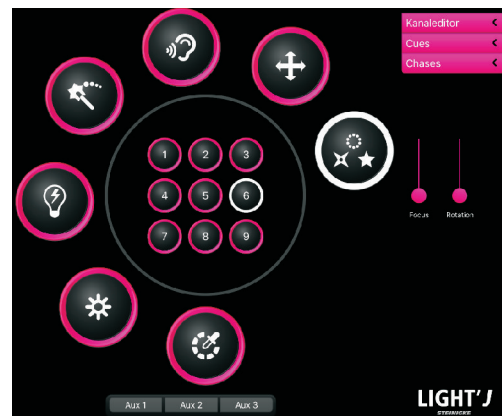 Kanaleditor
Cues
Chases
1 2 3
4 5 6
7 8 9
Focus Rotation
Aux 1 Aux 2 Aux 3
LIGHT'J
STEINIGKE